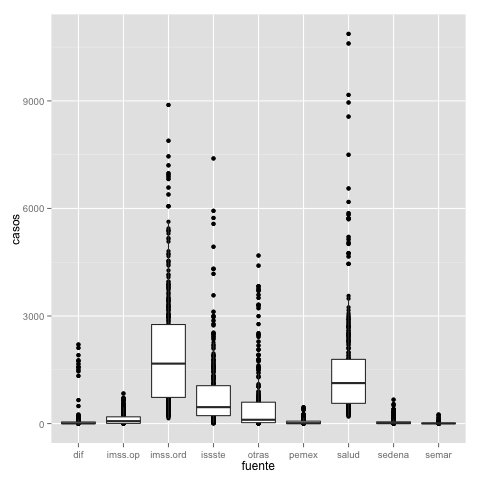 casos
9000
6000
3000
0
dif imss.op imss.ord issste otras pemex salud sedena semar
fuente